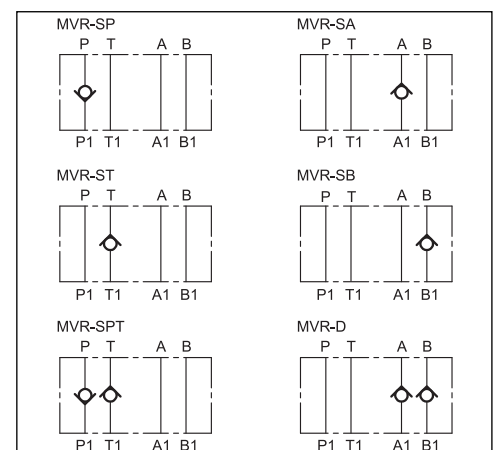 MVR-SP
P T A B
P1 T1 A1 B1
MVR-SA
P T A B
P1 T1 A1 B1
MVR-ST
P T A B
P1 T1 A1 B1
MVR-SB
P T A B
P1 T1 A1 B1
MVR-SPT
P T A B
P1 T1 A1 B1
MVR-D
P T A B
P1 T1 A1 B1